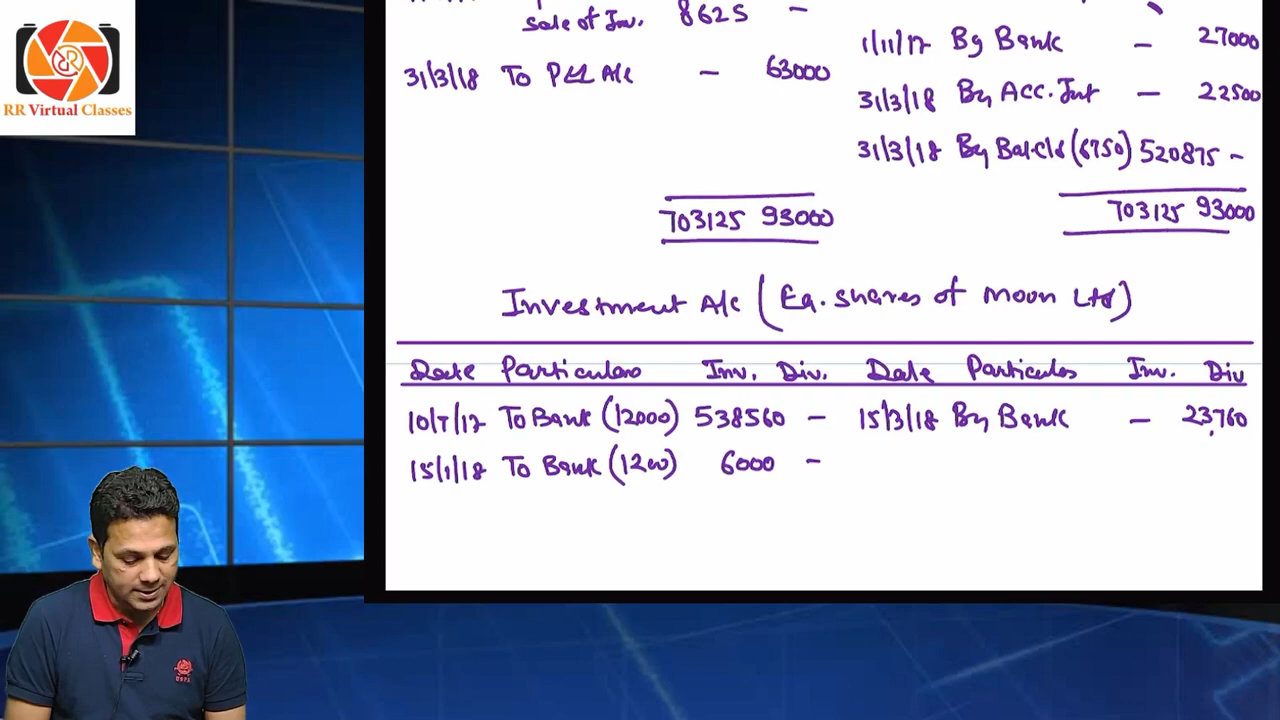 RR Virtual Classes
sale of Inv. 8625 -
1/11/17 By Bank - 27000
31/3/18 To P&L A/c - 63000
31/3/18 By Acc. Int - 22500
31/3/18 By Bal c/d (6750) 520875 -
703125 93000 703125 93000
Investment A/c (Eq. shares of Moon Ltd)
Date Particulars Inv. Div. Date Particulars Inv. Div
10/7/17 To Bank (12000) 538560 - 15/3/18 By Bank - 23,760
15/1/18 To Bank (1200) 6000 -